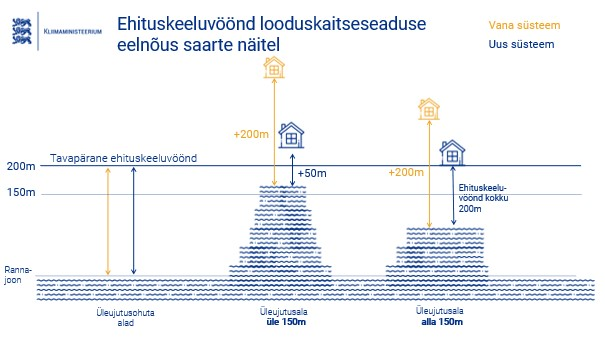 KLIIMAMINISTEERIUM
Ehituskeeluvöönd looduskaitseseaduse
eelnõus saarte näitel
Vana süsteem
Uus süsteem
+200m
Tavapärane ehituskeeluvöönd
200m
+50m
+200m
150m
Ehituskeelu-
vöönd kokku
200m
Ranna-
joon
Üleujutusohuta
alad
Üleujutusala
üle 150m
Üleujutusala
alla 150m